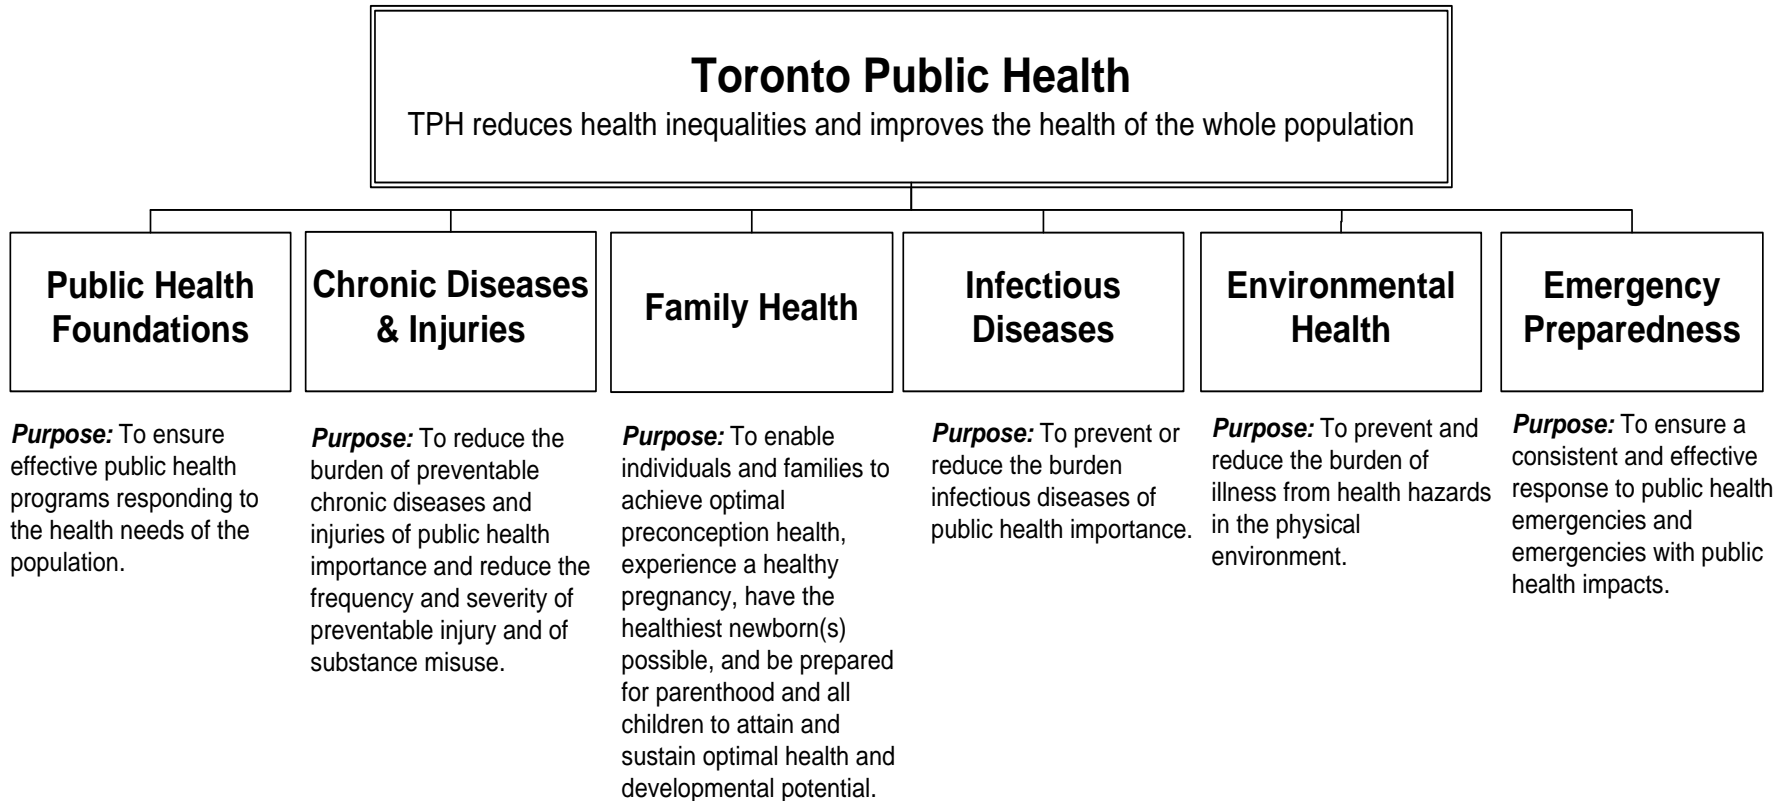 Toronto Public Health
TPH reduces health inequalities and improves the health of the whole population
Public Health
Foundations
Chronic Diseases
& Injuries
Family Health
Infectious
Diseases
Environmental
Health
Emergency
Preparedness
Purpose: To ensure
effective public health
programs responding to
the health needs of the
population.
Purpose: To reduce the
burden of preventable
chronic diseases and
injuries of public health
importance and reduce the
frequency and severity of
preventable injury and of
substance misuse.
Purpose: To enable
individuals and families to
achieve optimal
preconception health,
experience a healthy
pregnancy, have the
healthiest newborn(s)
possible, and be prepared
for parenthood and all
children to attain and
sustain optimal health and
developmental potential.
Purpose: To prevent or
reduce the burden
infectious diseases of
public health importance.
Purpose: To prevent and
reduce the burden of
illness from health hazards
in the physical
environment.
Purpose: To ensure a
consistent and effective
response to public health
emergencies and
emergencies with public
health impacts.